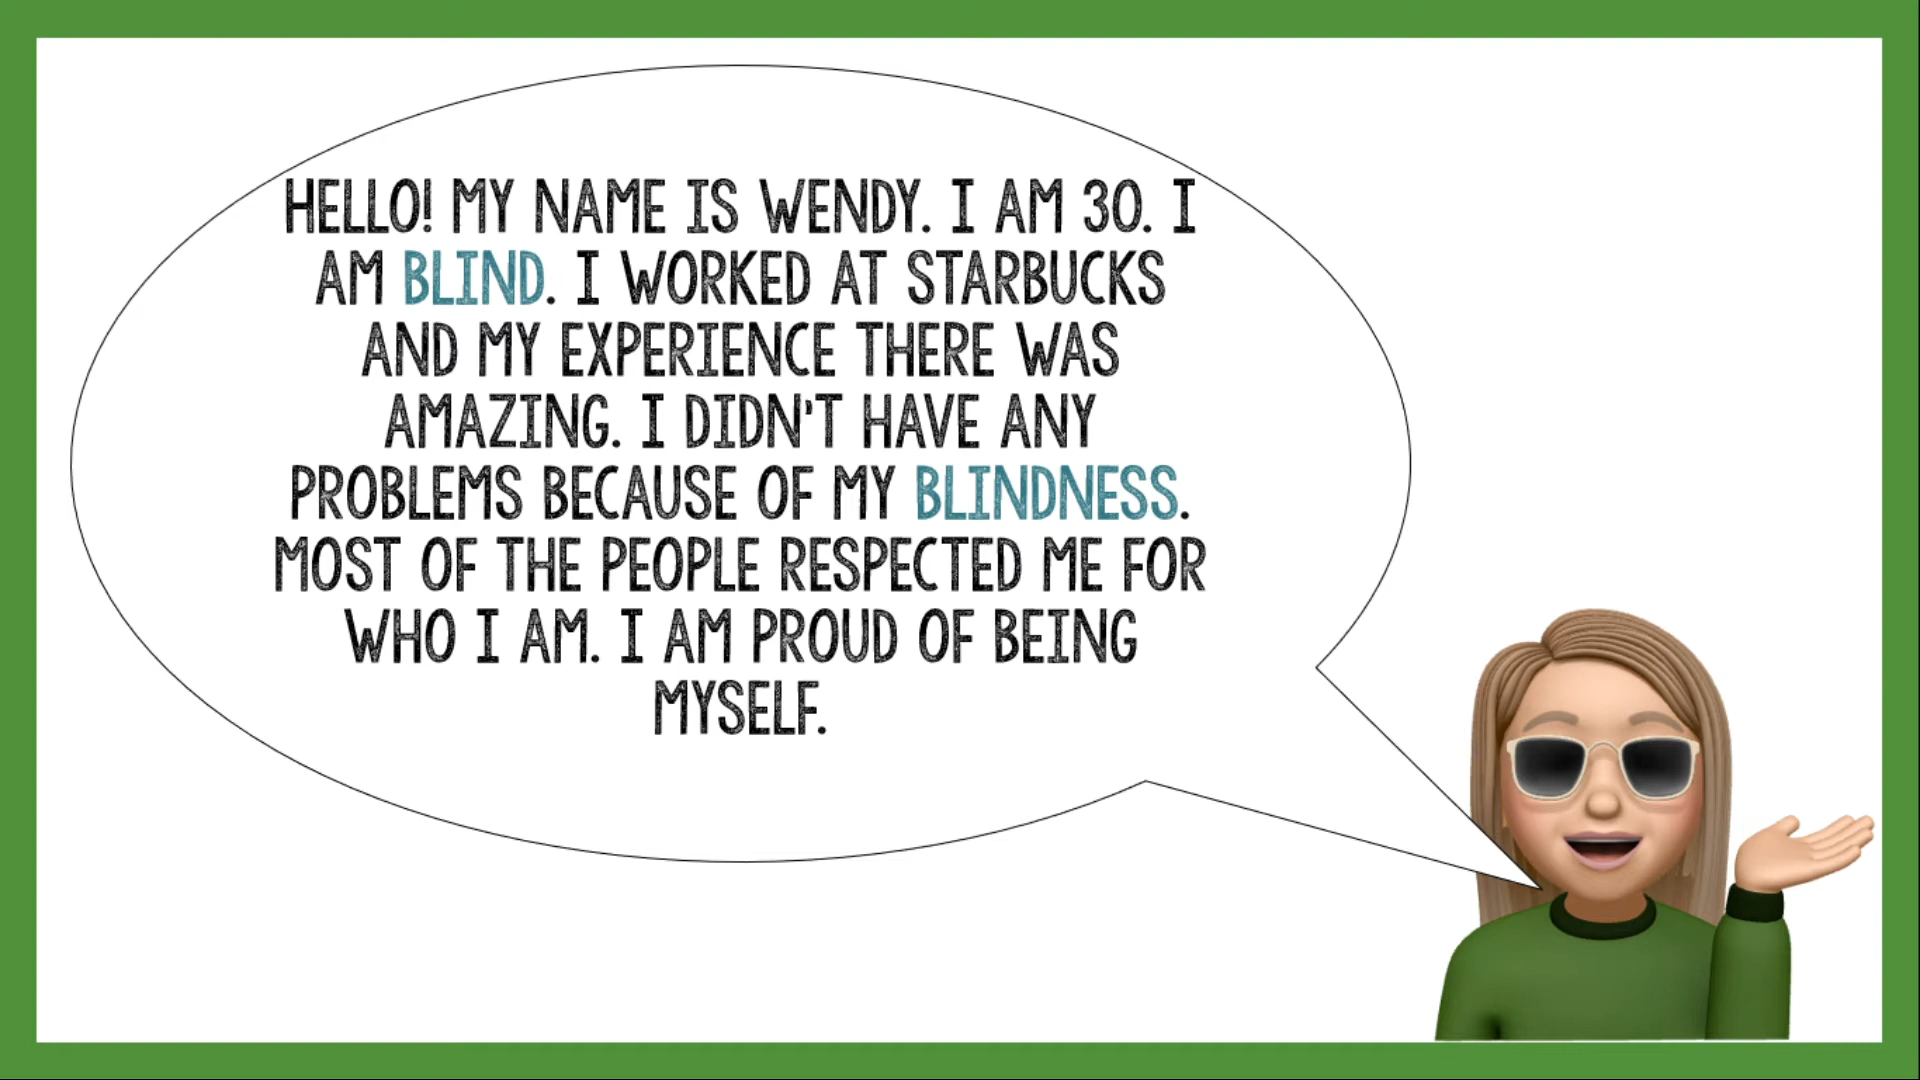 HELLO! MY NAME IS WENDY. I AM 30. I
AM BLIND. I WORKED AT STARBUCKS
AND MY EXPERIENCE THERE WAS
AMAZING. I DIDN'T HAVE ANY
PROBLEMS BECAUSE OF MY BLINDNESS.
MOST OF THE PEOPLE RESPECTED ME FOR
WHO I AM. I AM PROUD OF BEING
MYSELF.